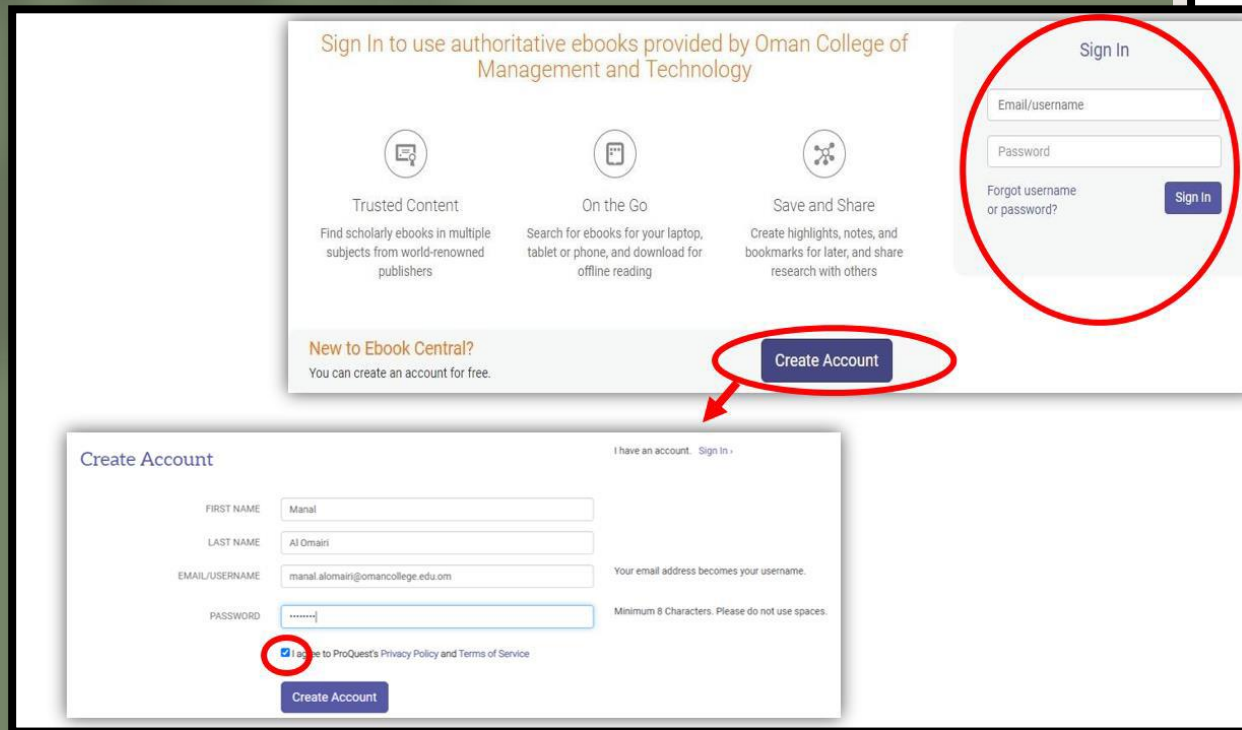 Sign In to use authoritative ebooks provided by Oman College of
Management and Technology
Trusted Content
Find scholarly ebooks in multiple
subjects from world-renowned
publishers
On the Go
Search for ebooks for your laptop,
tablet or phone, and download for
offline reading
Save and Share
Create highlights, notes, and
bookmarks for later, and share
research with others
Sign In
Email/username
Password
Forgot username
or password?
Sign In
New to Ebook Central?
You can create an account for free.
Create Account
Create Account
I have an account. Sign In ›
FIRST NAME
Manal
LAST NAME
Al Omairi
EMAIL/USERNAME
manal.alomairi@omancollege.edu.om
Your email address becomes your username.
PASSWORD
Minimum 8 Characters. Please do not use spaces.
I agree to ProQuest's Privacy Policy and Terms of Service
Create Account